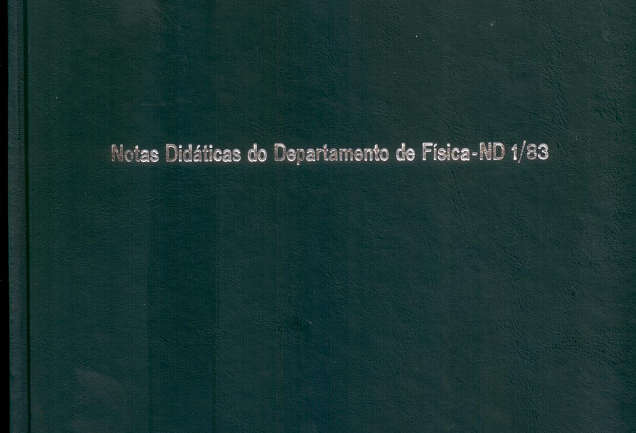 Notas Didáticas do Departamento de Física-ND 1/83